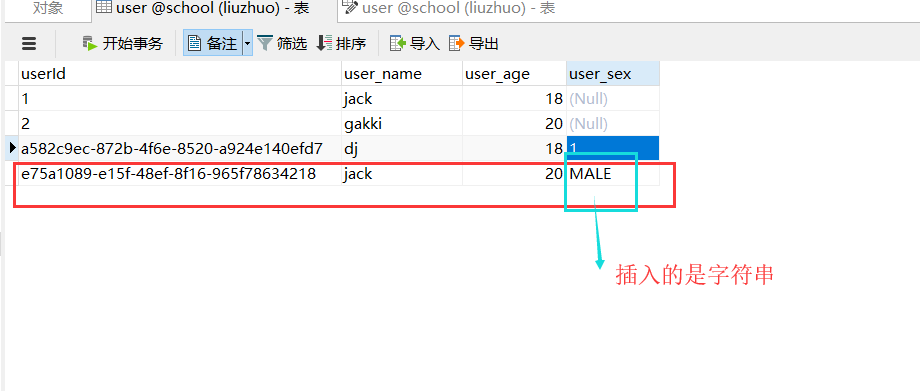 对象 user @school (liuzhuo) - 表 user @school (liuzhuo) - 表
开始事务 备注 筛选 排序 导入 导出
userId user_name user_age user_sex
1 jack 18 (Null)
2 gakki 20 (Null)
a582c9ec-872b-4f6e-8520-a924e140efd7 dj 18 1
e75a1089-e15f-48ef-8f16-965f78634218 jack 20 MALE
插入的是字符串